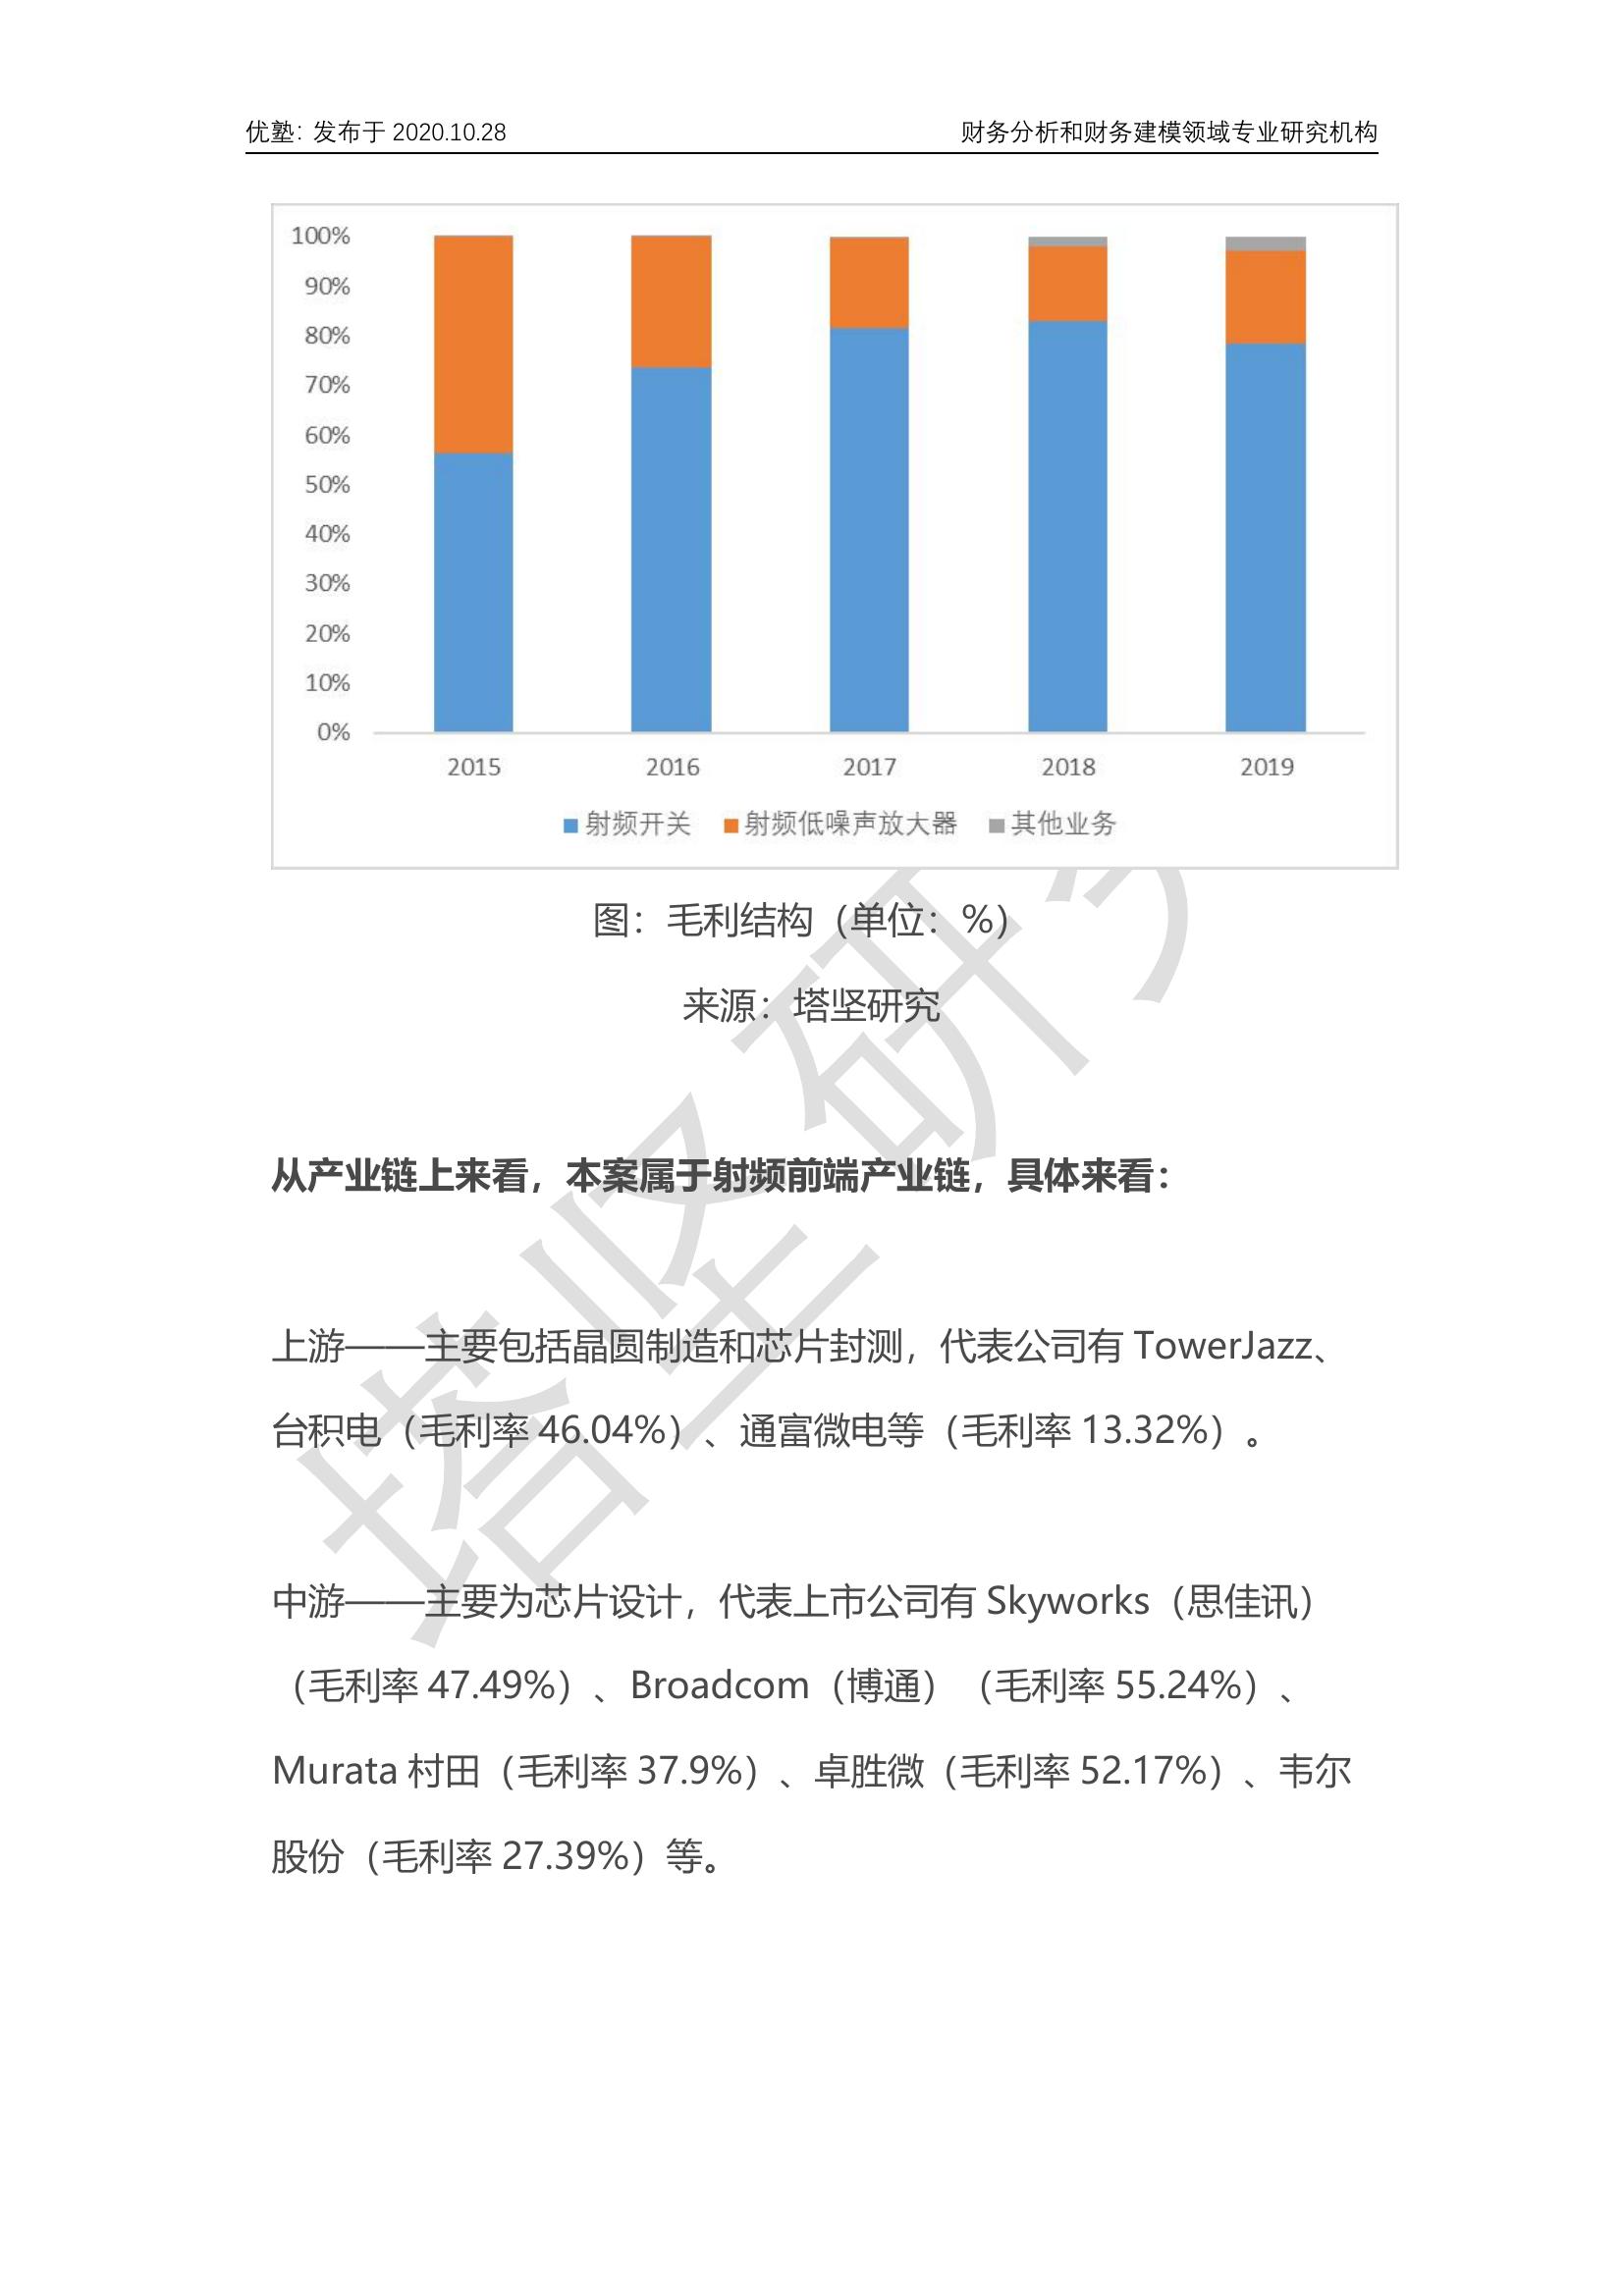 优塾：发布于 2020.10.28 财务分析和财务建模领域专业研究机构
100%
90%
80%
70%
60%
50%
40%
30%
20%
10%
0%
2015 2016 2017 2018 2019
射频开关 射频低噪声放大器 其他业务
图：毛利结构（单位：%）
来源：塔坚研究
从产业链上来看，本案属于射频前端产业链，具体来看：
上游——主要包括晶圆制造和芯片封测，代表公司有 TowerJazz、
台积电（毛利率 46.04%）、通富微电等（毛利率 13.32%）。
中游——主要为芯片设计，代表上市公司有 Skyworks（思佳讯）
（毛利率 47.49%）、Broadcom（博通）（毛利率 55.24%）、
Murata 村田（毛利率 37.9%）、卓胜微（毛利率 52.17%）、韦尔
股份（毛利率 27.39%）等。
塔坚研究